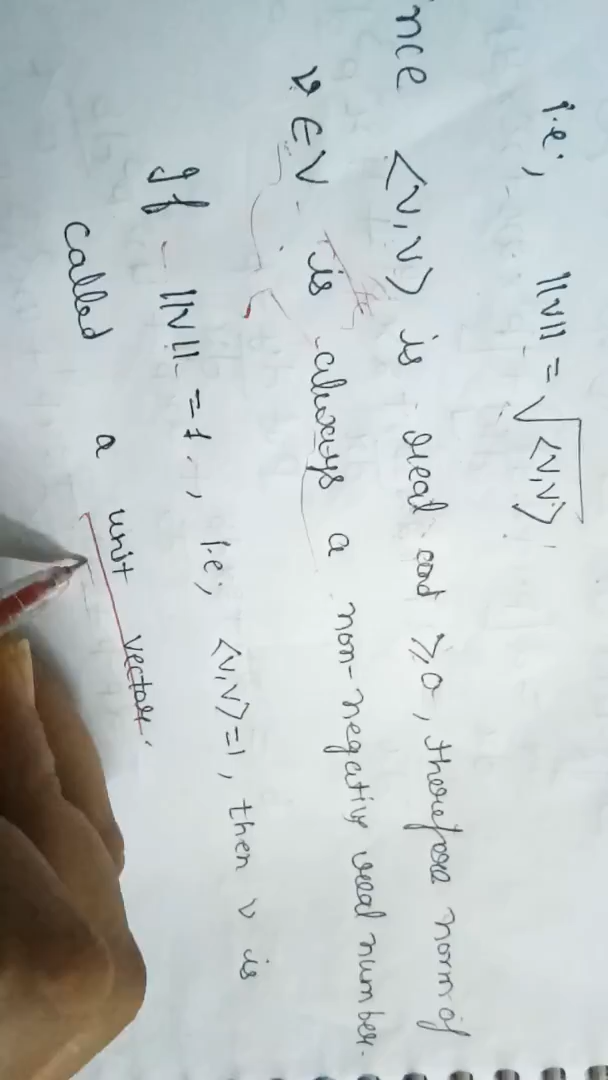 i.e; ||v|| = √<v,v>
nce <v,v> is real and ≥0, therefore norm of
v ∈ V is always a non-negative real number.
If ||v|| = 1, i.e; <v,v> = 1, then v is
called a unit vector.